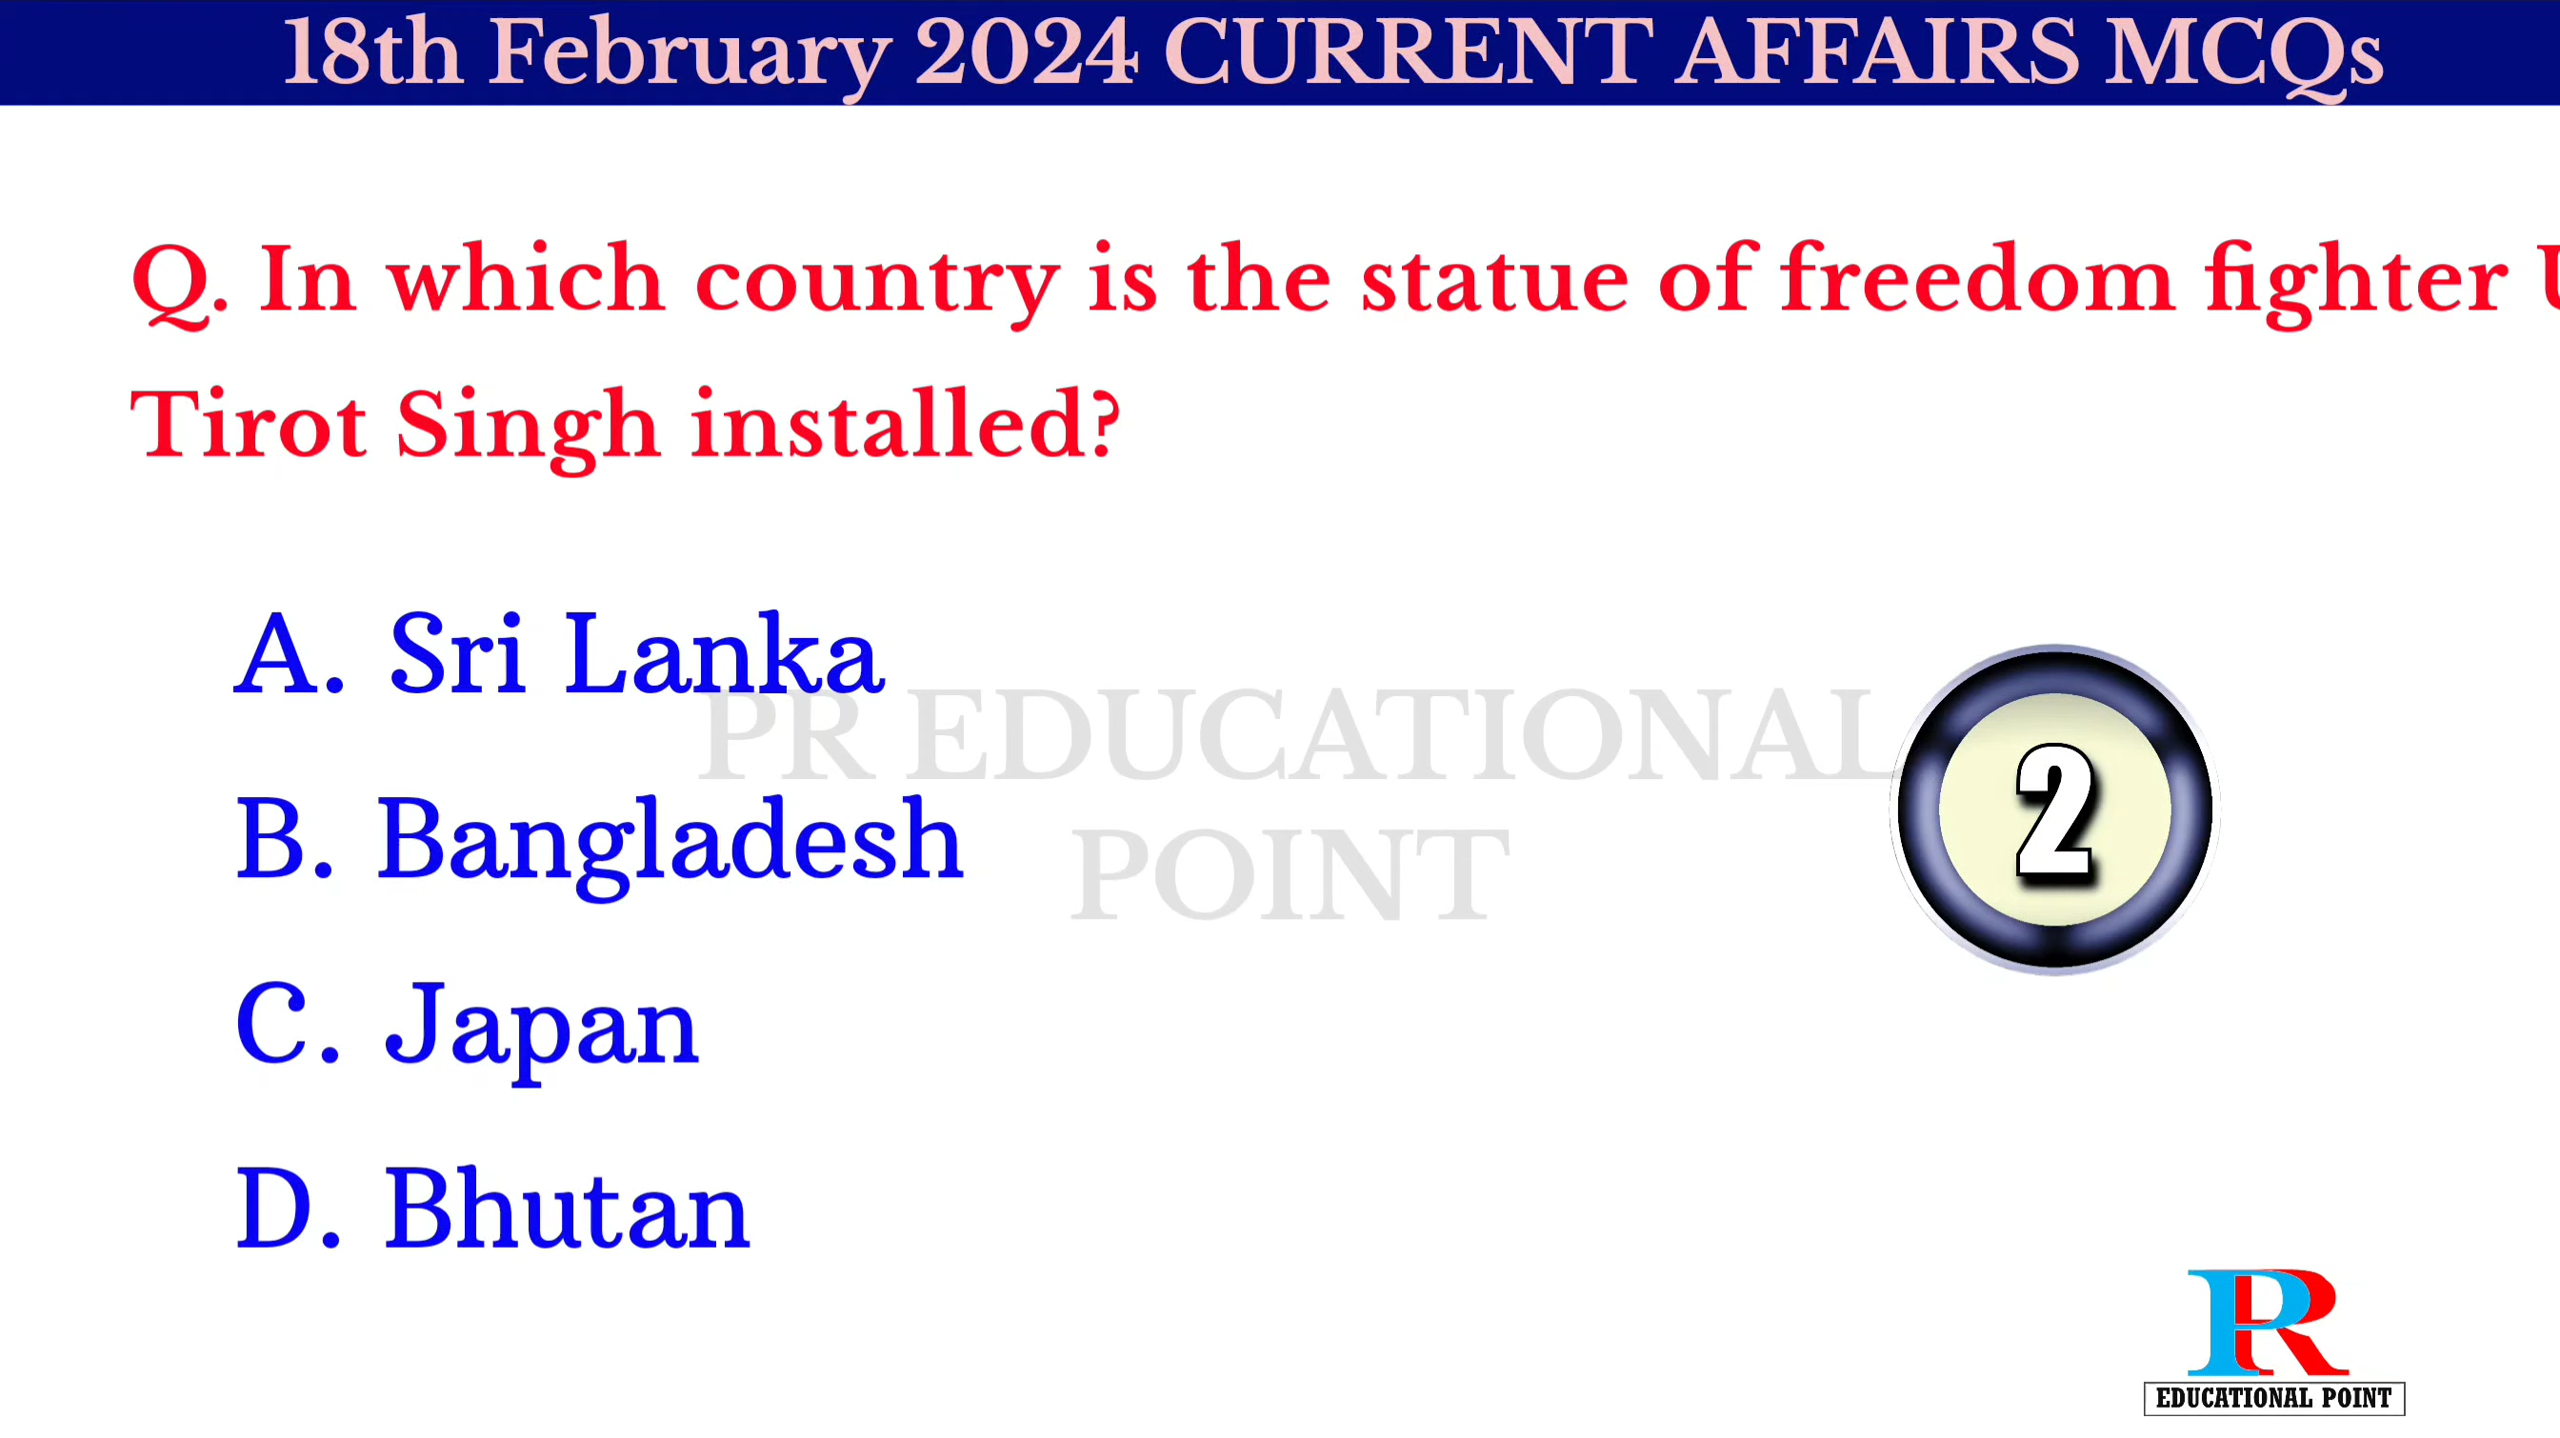 18th February 2024 CURRENT AFFAIRS MCQs
Q. In which country is the statue of freedom fighter U
Tirot Singh installed?
A. Sri Lanka
B. Bangladesh
C. Japan
D. Bhutan
PR EDUCATIONAL
POINT
2
PR
EDUCATIONAL POINT